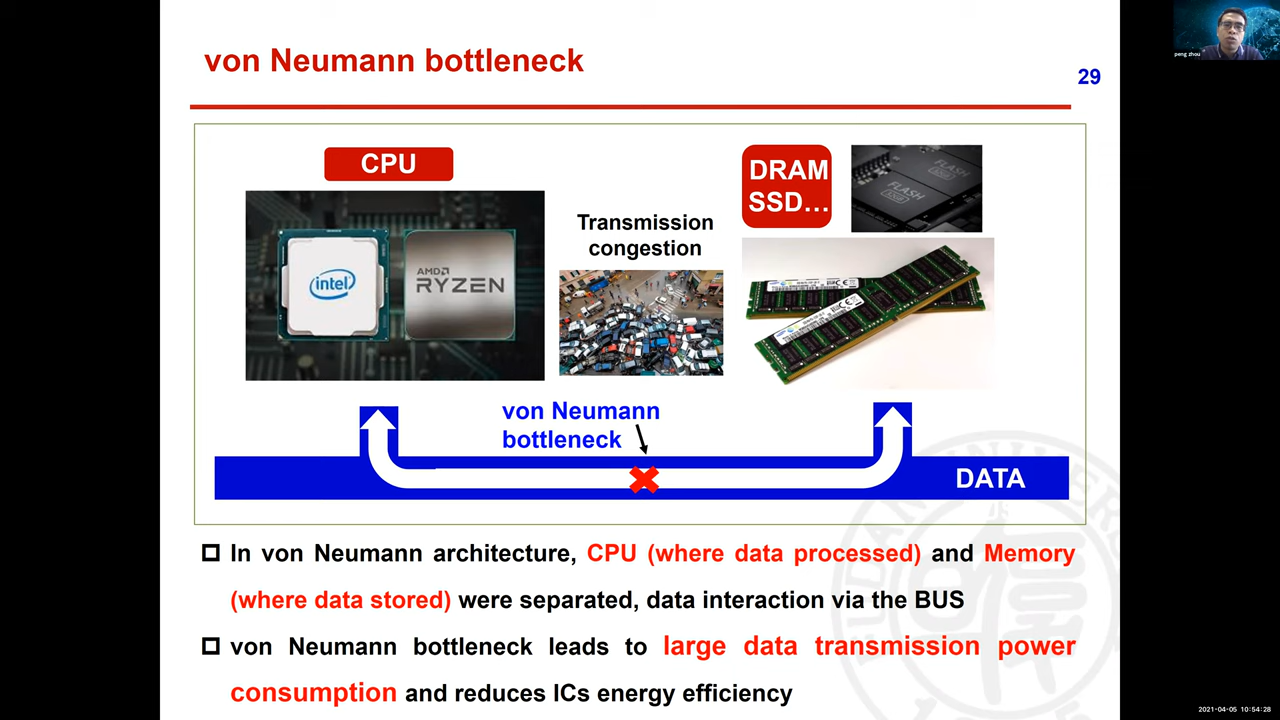 von Neumann bottleneck
29
peng zhou
CPU
DRAM
SSD…
FLASH
FLASH
Transmission
congestion
intel
AMD
RYZEN
von Neumann
bottleneck
DATA
In von Neumann architecture, CPU (where data processed) and Memory
(where data stored) were separated, data interaction via the BUS
von Neumann bottleneck leads to large data transmission power
consumption and reduces ICs energy efficiency
2021-04-05 10:54:28